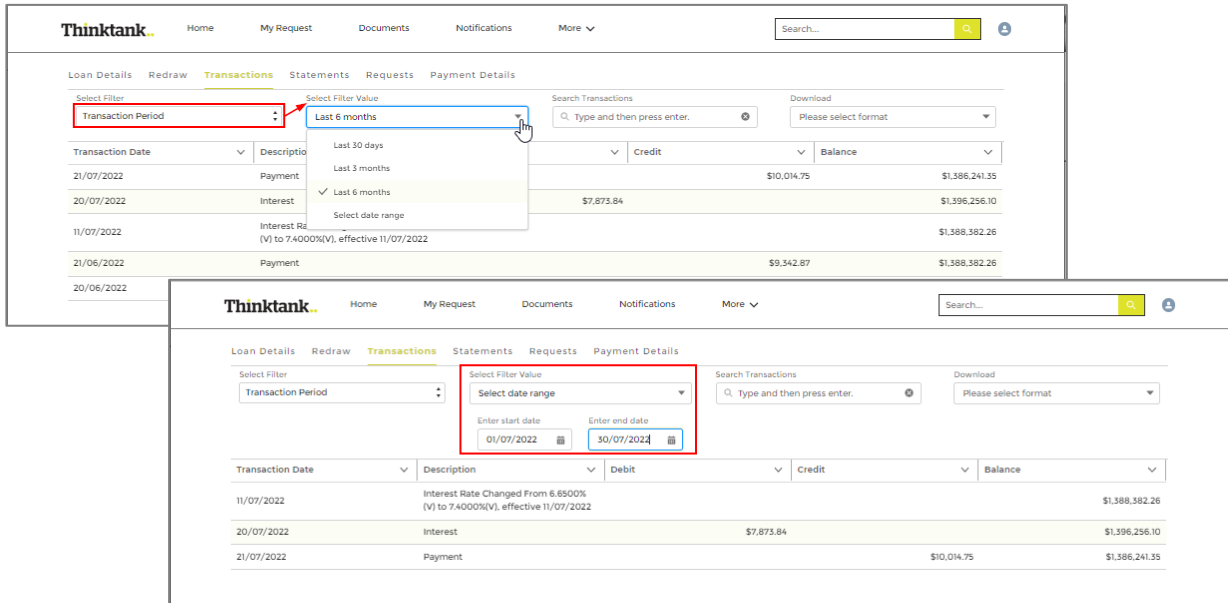 Thinktank.. Home My Request Documents Notifications More Search...
Loan Details Redraw Transactions Statements Requests Payment Details
Select Filter Select Filter Value Search Transactions Download
Transaction Period Last 6 months Type and then press enter. Please select format
Last 30 days
Last 3 months
Last 6 months
Select date range
Transaction Date Descriptio Credit Balance
21/07/2022 Payment $10,014.75 $1,386,241.35
20/07/2022 Interest $7,873.84 $1,396,256.10
11/07/2022 Interest Ra $1,388,382.26
(V) to 7.4000%(V), effective 11/07/2022
21/06/2022 Payment $9,342.87 $1,388,382.26
20/06/2022
Thinktank.. Home My Request Documents Notifications More Search...
Loan Details Redraw Transactions Statements Requests Payment Details
Select Filter Select Filter Value Search Transactions Download
Transaction Period Select date range Type and then press enter. Please select format
Enter start date Enter end date
01/07/2022 30/07/2022
Transaction Date Description Debit Credit Balance
11/07/2022 Interest Rate Changed From 6.6500% $1,388,382.26
(V) to 7.4000%(V), effective 11/07/2022
20/07/2022 Interest $7,873.84 $1,396,256.10
21/07/2022 Payment $10,014.75 $1,386,241.35